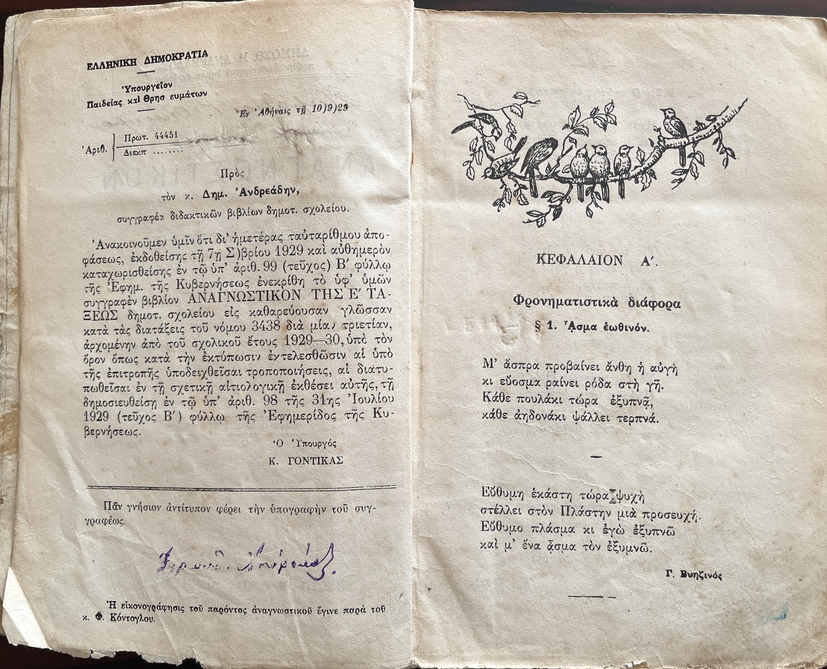 ΕΛΛΗΝΙΚΗ ΔΗΜΟΚΡΑΤΙΑ
Ὑπουργεῖον
Παιδείας καὶ Θρησ ευμάτων
Ἐν Ἀθήναις τῇ 10)9)29
Ἀριθ.
Πρωτ. 44451
Διεκπ ........
Πρὸς
τὸν κ. Δημ. Ἀνδρεάδην,
συγγραφέα διδακτικῶν βιβλίων δημοτ. σχολείου.
Ἀνακοινοῦμεν ὑμῖν ὅτι δι' ἡμετέρας ταυταρίθμου ἀπο-
φάσεως, ἐκδοθείσης τῇ 7ῃ Σ)βρίου 1929 καὶ αὐθημερὸν
καταχωρισθείσης ἐν τῷ ὑπ' ἀριθ. 99 (τεῦχος) Β' φύλλῳ
τῆς Ἐφημ. τῆς Κυβερνήσεως ἐνεκρίθη τὸ ὑφ' ὑμῶν
συγγραφὲν βιβλίον ΑΝΑΓΝΩΣΤΙΚΟΝ ΤΗΣ Ε' ΤΑ-
ΞΕΩΣ δημοτ. σχολείου εἰς καθαρεύουσαν γλῶσσαν
κατὰ τὰς διατάξεις τοῦ νόμου 3438 διὰ μίαν τριετίαν,
ἀρχομένην ἀπὸ τοῦ σχολικοῦ ἔτους 1929—30, ὑπὸ τὸν
ὅρον ὅπως κατὰ τὴν ἐκτύπωσιν ἐκτελεσθῶσιν αἱ ὑπὸ
τῆς ἐπιτροπῆς ὑποδειχθεῖσαι τροποποιήσεις, αἱ διατυ-
πωθεῖσαι ἐν τῇ σχετικῇ αἰτιολογικῇ ἐκθέσει αὐτῆς, τῇ
δημοσιευθείσῃ ἐν τῷ ὑπ' ἀριθ. 98 τῆς 31ης Ἰουλίου
1929 (τεῦχος Β') φύλλῳ τῆς Ἐφημερίδος τῆς Κυ-
βερνήσεως.
Ὁ Ὑπουργός
Κ. ΓΟΝΤΙΚΑΣ
Πᾶν γνήσιον ἀντίτυπον φέρει τὴν ὑπογραφὴν τοῦ συγ-
γραφέως.
Ἡ εἰκονογράφησις τοῦ παρόντος ἀναγνωστικοῦ ἔγινε παρὰ τοῦ
κ. Φ. Κόντογλου.
ΚΕΦΑΛΑΙΟΝ Α'.
Φρονηματιστικὰ διάφορα
§ 1. ᾎσμα ἑωθινόν.
Μ' ἄσπρα προβαίνει ἄνθη ἡ αὐγὴ
κι εὔοσμα ραίνει ρόδα στὴ γῆ.
Κάθε πουλάκι τώρα ἐξυπνᾷ,
κάθε ἀηδονάκι ψάλλει τερπνά.
Εὔθυμη ἑκάστη τώρα ψυχὴ
στέλλει στὸν Πλάστην μιὰ προσευχή.
Εὔθυμο πλάσμα κι ἐγὼ ἐξυπνῶ
καὶ μ' ἕνα ᾆσμα τὸν ἐξυμνῶ.
Γ. Βυηζινός